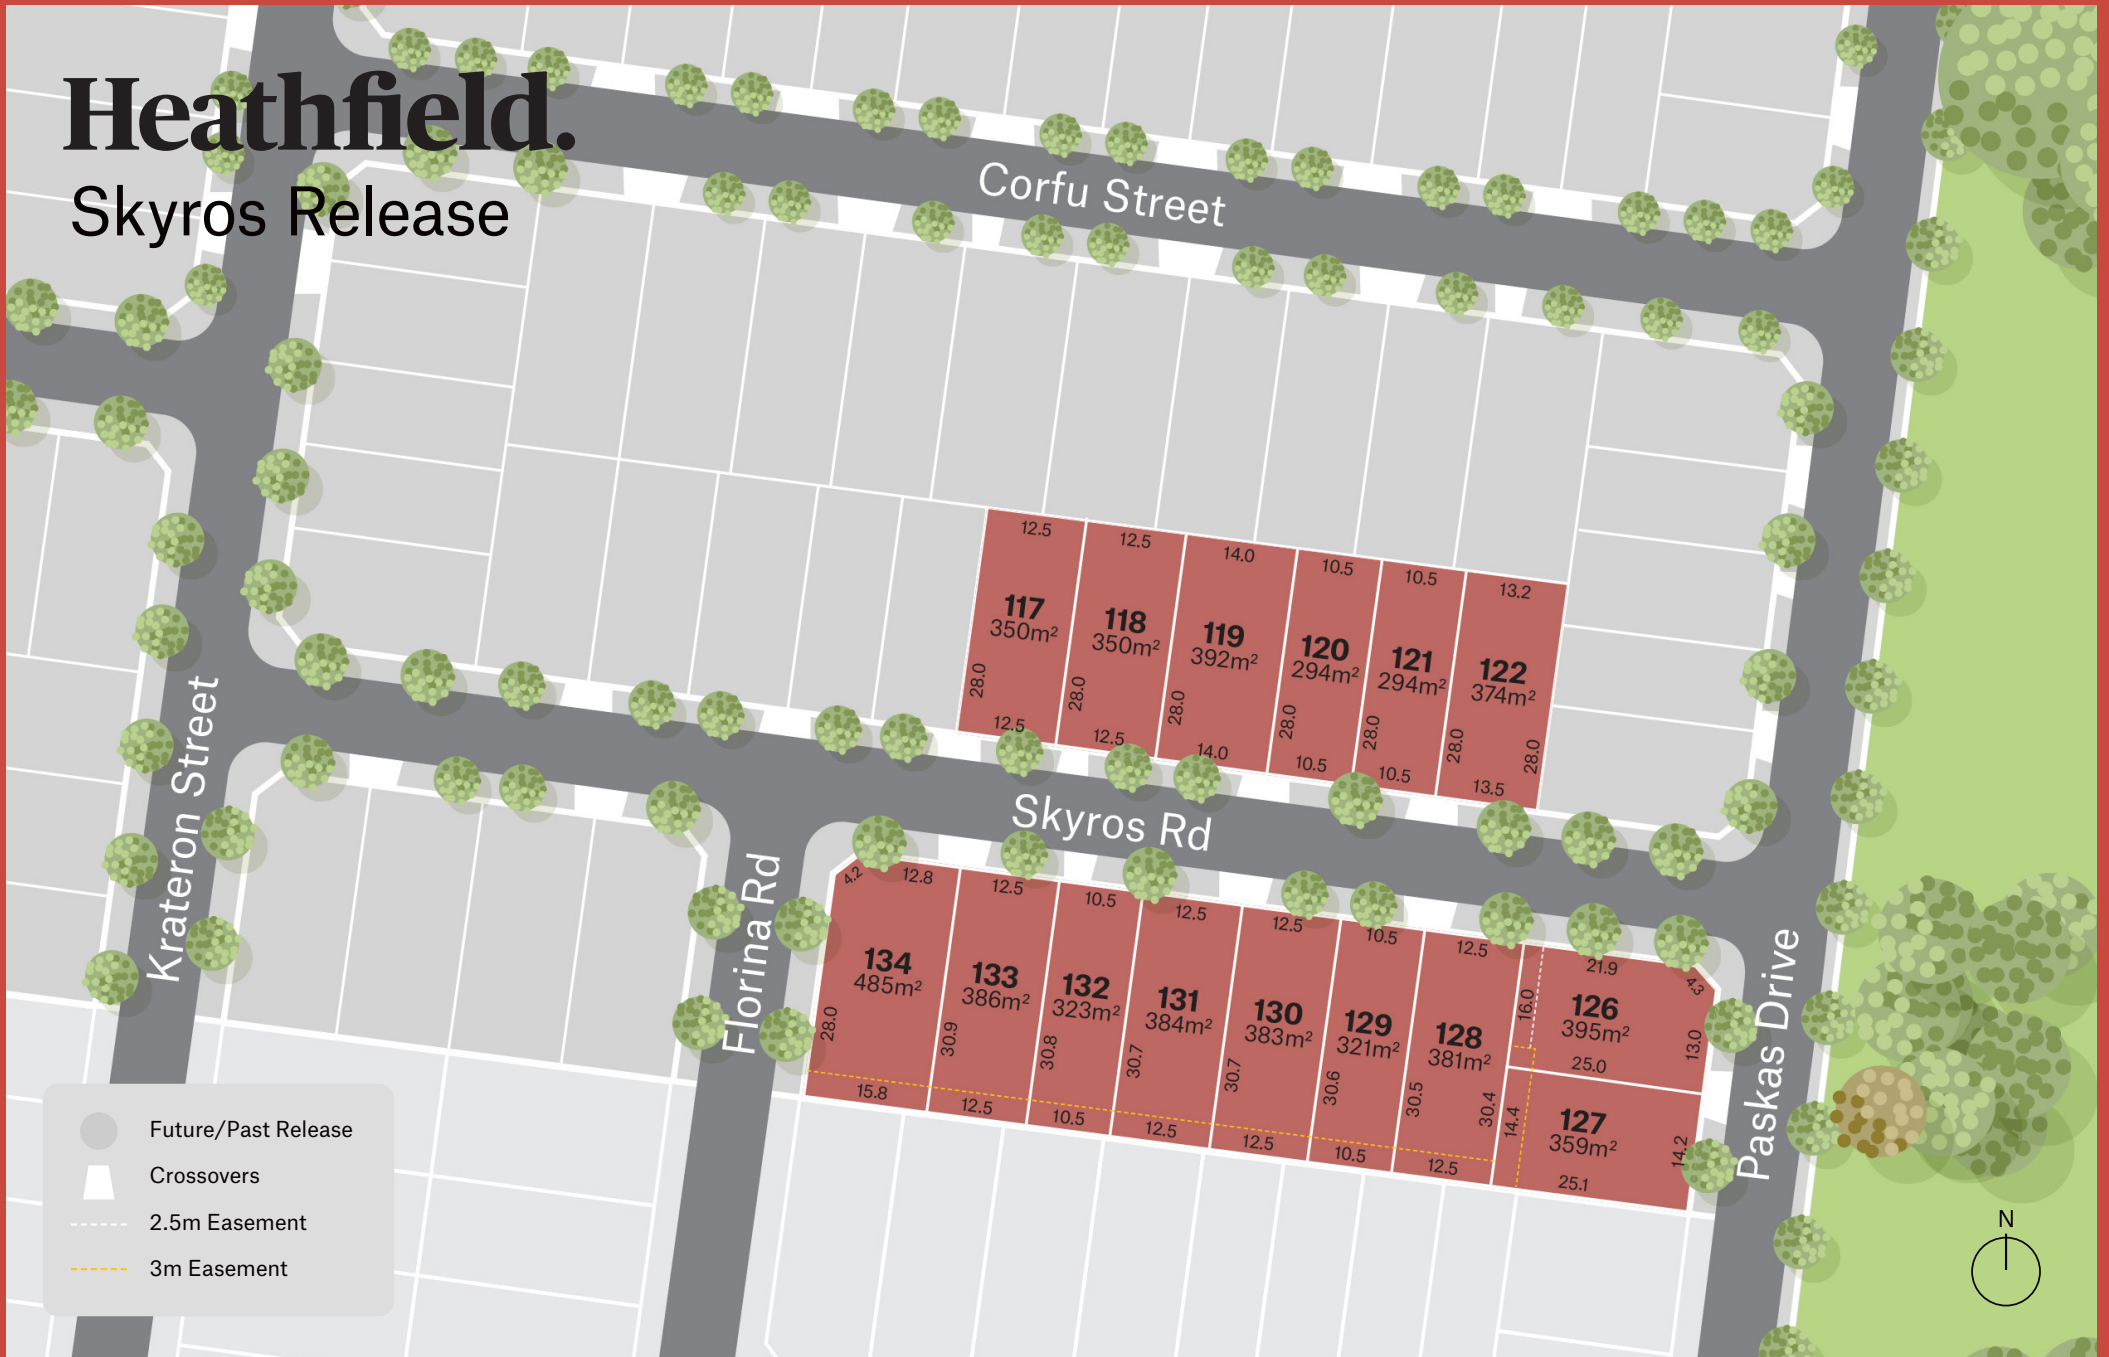 Heathfield.
Skyros Release
Corfu Street
12.5
12.5
14.0
10.5
10.5
13.2
117
350m²
118
350m²
119
392m²
120
294m²
121
294m²
122
374m²
28.0
28.0
28.0
28.0
28.0
28.0
28.0
12.5
12.5
14.0
10.5
10.5
13.5
Krateron Street
Skyros Rd
Florina Rd
Paskas Drive
4.2
12.8
12.5
10.5
12.5
12.5
10.5
12.5
21.9
4.3
134
485m²
133
386m²
132
323m²
131
384m²
130
383m²
129
321m²
128
381m²
126
395m²
16.0
13.0
25.0
28.0
30.9
30.8
30.7
30.7
30.6
30.5
30.4
14.4
127
359m²
14.2
15.8
12.5
10.5
12.5
12.5
10.5
12.5
25.1
Future/Past Release
Crossovers
2.5m Easement
3m Easement
N